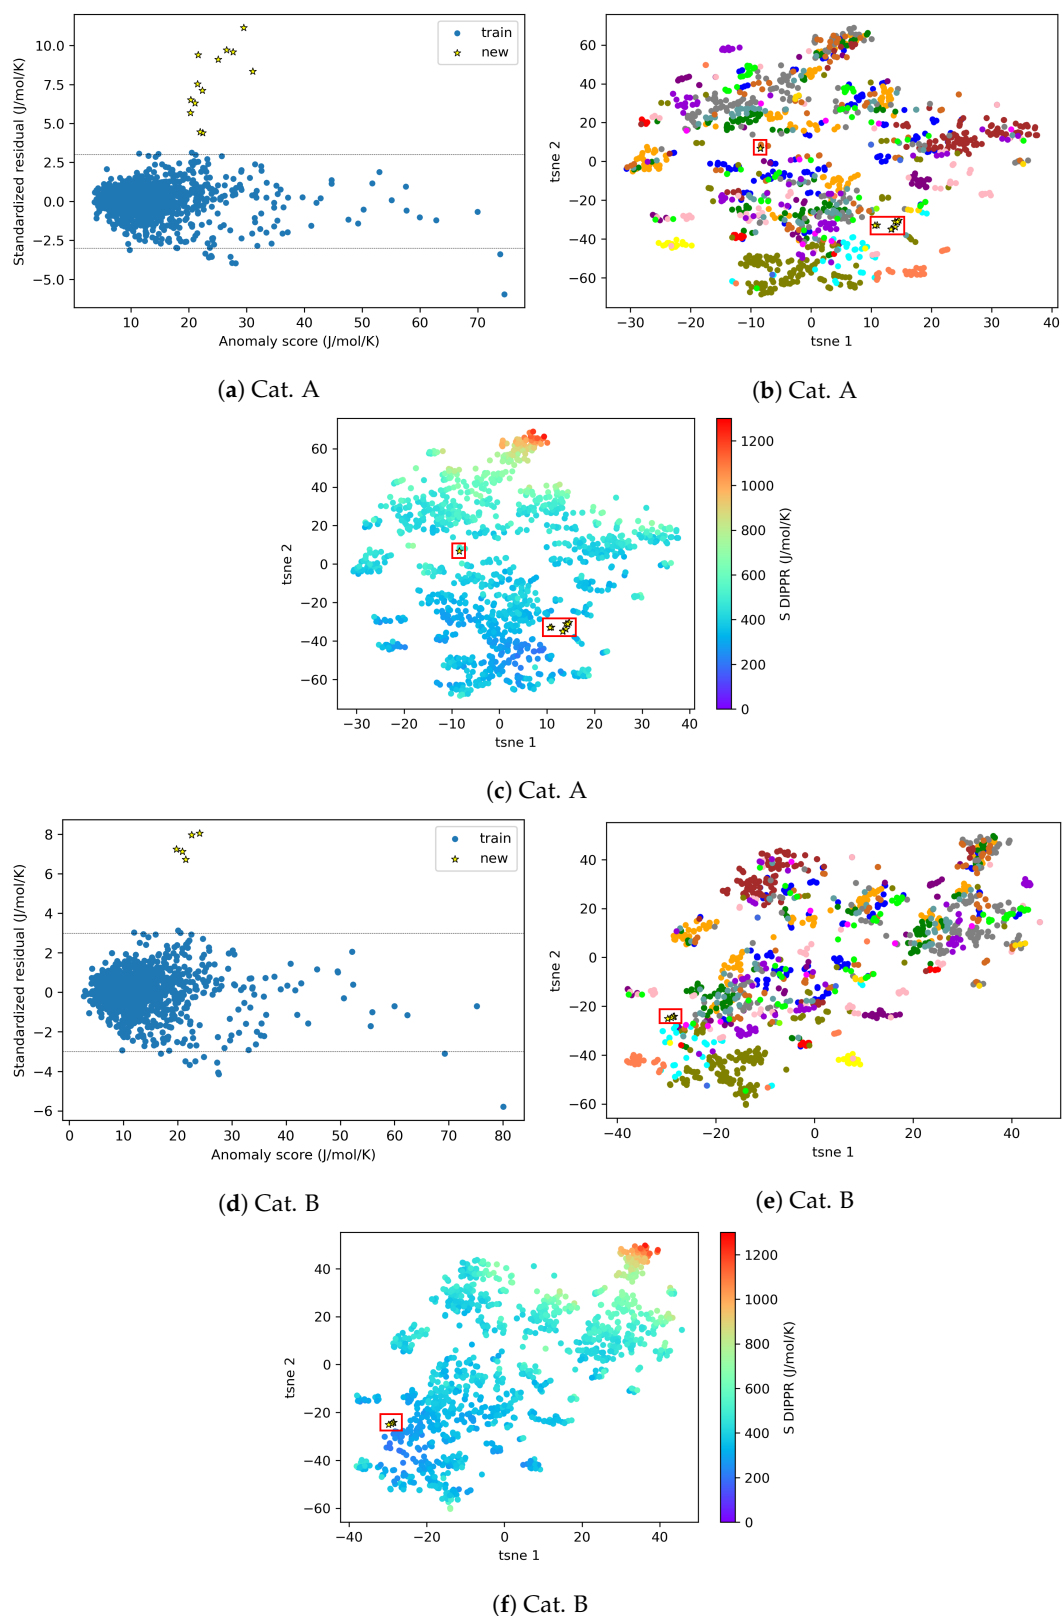 10.0
7.5
5.0
2.5
0.0
−2.5
−5.0
Standardized residual (J/mol/K)
train
new
10 20 30 40 50 60 70
Anomaly score (J/mol/K)
(a) Cat. A
60
40
20
0
−20
−40
−60
tsne 2
−30 −20 −10 0 10 20 30 40
tsne 1
(b) Cat. A
60
40
20
0
−20
−40
−60
tsne 2
−30 −20 −10 0 10 20 30 40
tsne 1
1200
1000
800
600
400
200
0
S DIPPR (J/mol/K)
(c) Cat. A
8
6
4
2
0
−2
−4
−6
Standardized residual (J/mol/K)
train
new
0 10 20 30 40 50 60 70 80
Anomaly score (J/mol/K)
(d) Cat. B
40
20
0
−20
−40
−60
tsne 2
−40 −20 0 20 40
tsne 1
(e) Cat. B
40
20
0
−20
−40
−60
tsne 2
−40 −20 0 20 40
tsne 1
1200
1000
800
600
400
200
0
S DIPPR (J/mol/K)
(f) Cat. B